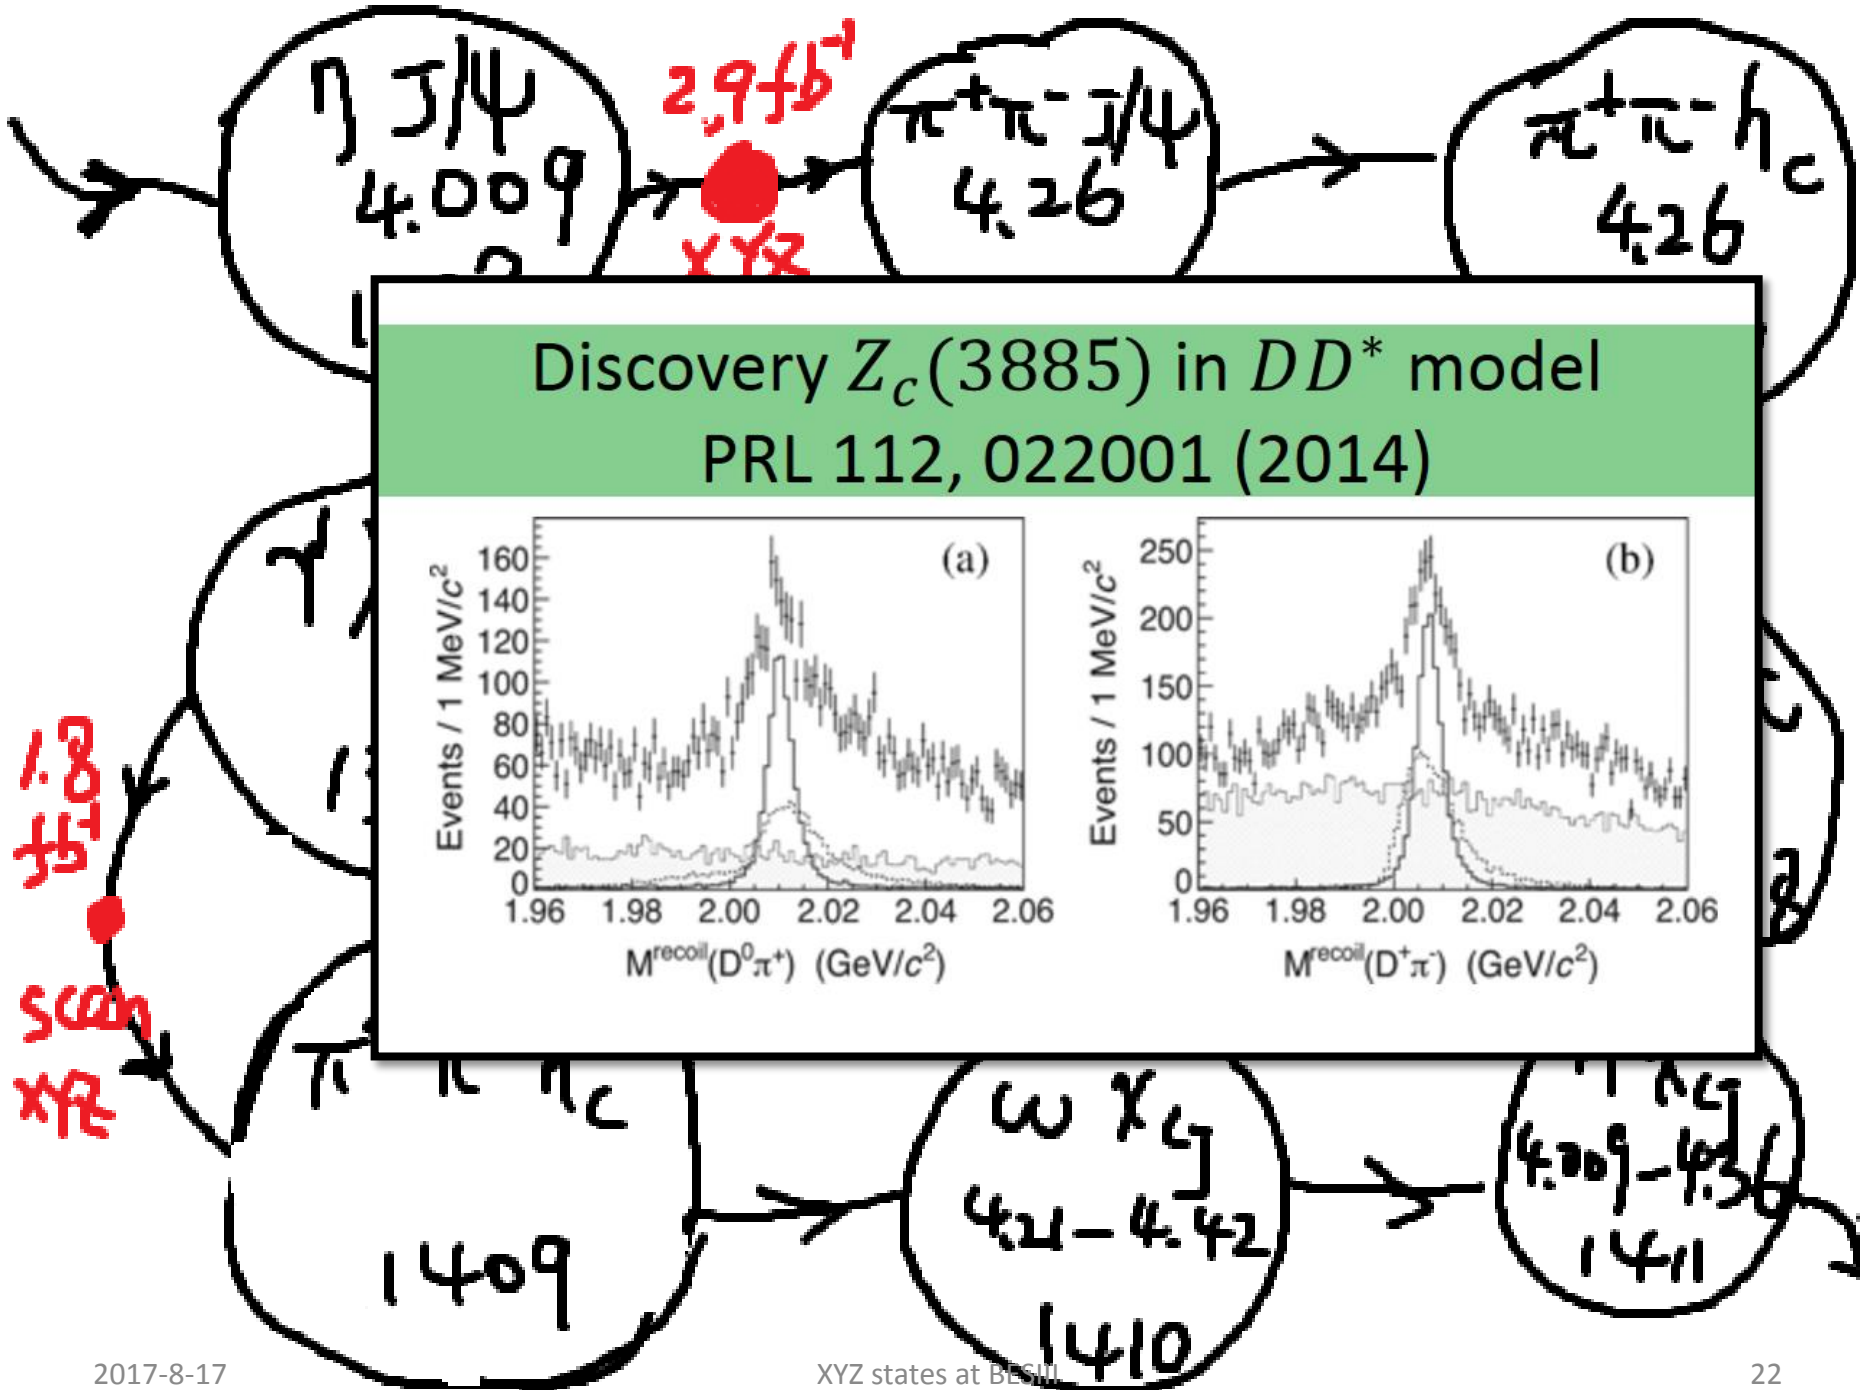 η J/ψ
4.009
2.9 fb⁻¹
XYZ
π⁺π⁻ J/ψ
4.26
π⁺π⁻ h_c
4.26
Discovery Z_c(3885) in DD* model
PRL 112, 022001 (2014)
(a)
Events / 1 MeV/c²
160
140
120
100
80
60
40
20
0
1.96 1.98 2.00 2.02 2.04 2.06
M^recoil(D⁰π⁺) (GeV/c²)
(b)
Events / 1 MeV/c²
250
200
150
100
50
0
1.96 1.98 2.00 2.02 2.04 2.06
M^recoil(D⁺π⁻) (GeV/c²)
1.8
fb⁻¹
scan
XYZ
1409
ω χ_cJ
4.21-4.42
1410
4.009-4.36
1411
2017-8-17
XYZ states at BESIII
22